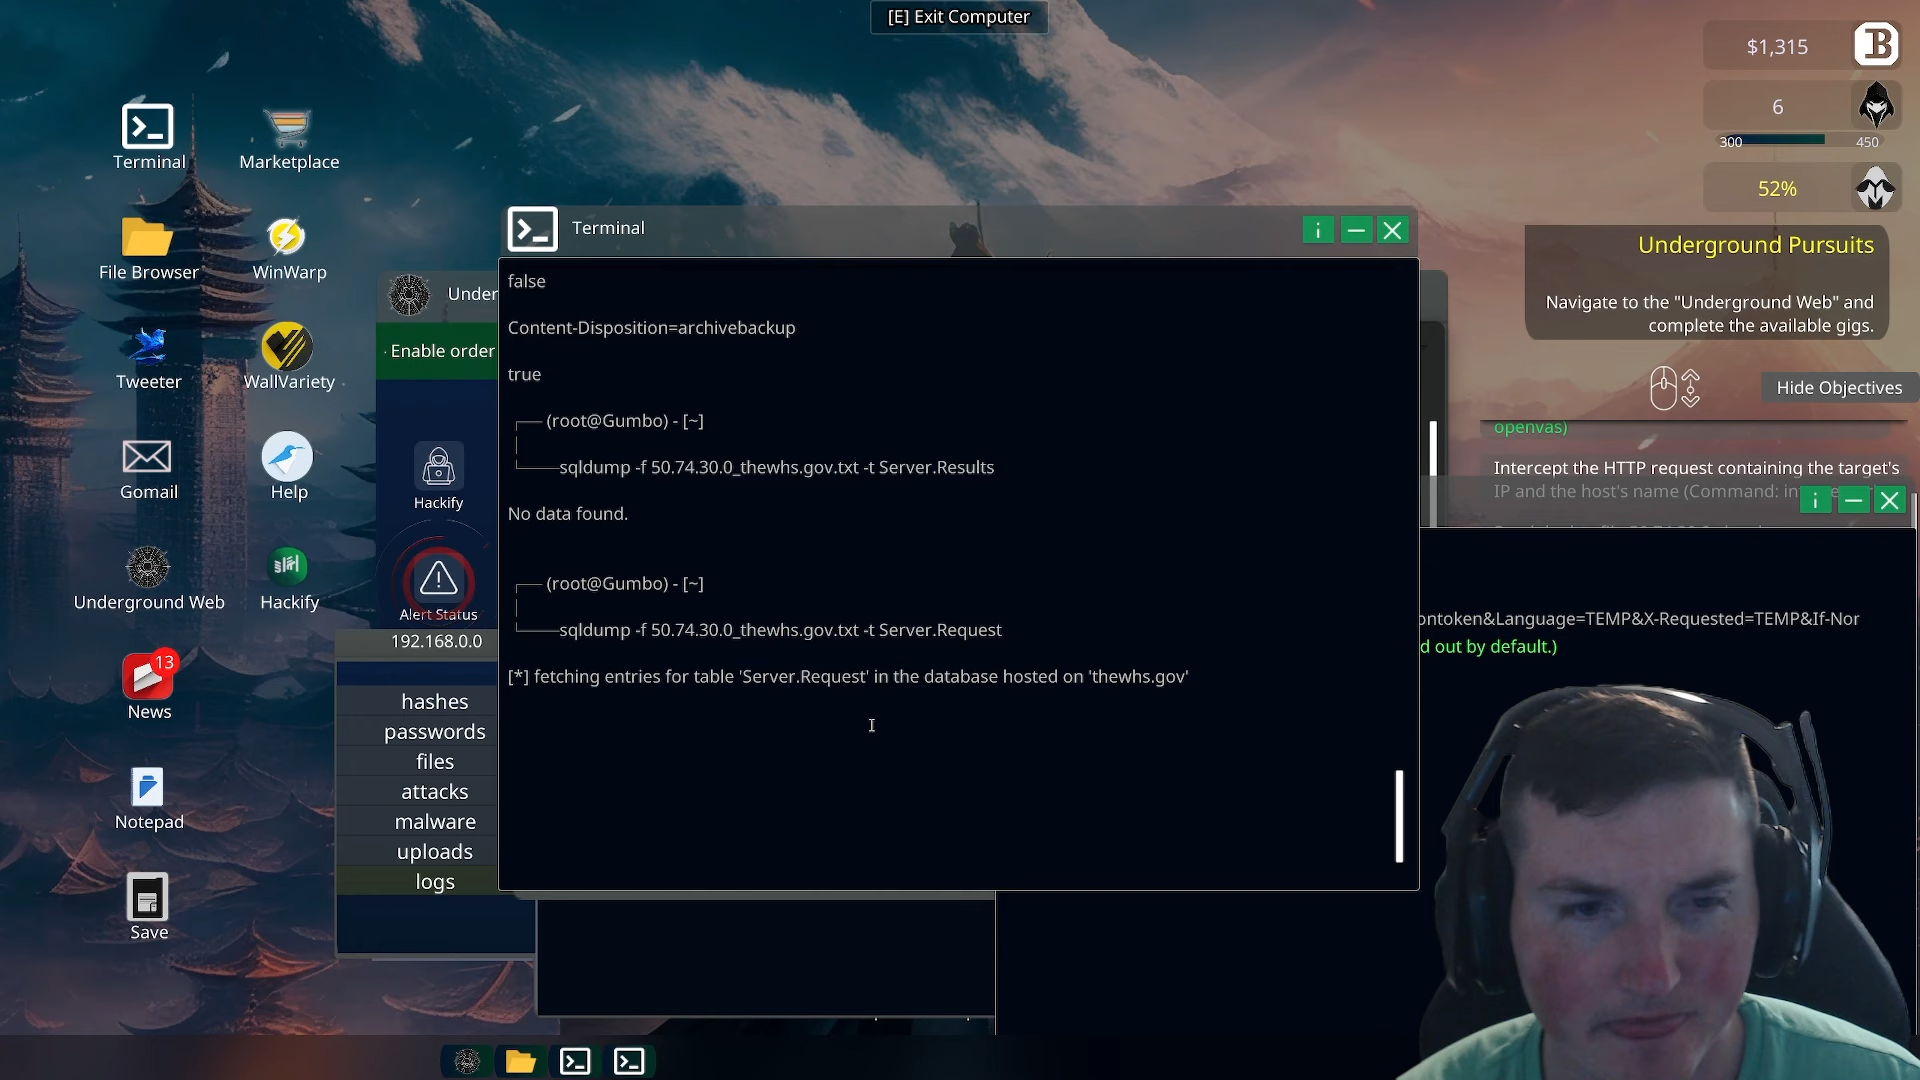 [E] Exit Computer
$1,315
B
6
300
450
52%
Underground Pursuits
Navigate to the "Underground Web" and
complete the available gigs.
Hide Objectives
openvas)
Intercept the HTTP request containing the target's
IP and the host's name (Command:
Terminal
Marketplace
File Browser
WinWarp
Tweeter
WallVariety
Gomail
Help
Underground Web
Hackify
13
News
Notepad
Save
Under
Enable order
Hackify
Alert Status
192.168.0.0
hashes
passwords
files
attacks
malware
uploads
logs
Terminal
false
Content-Disposition=archivebackup
true
(root@Gumbo) - [~]
sqldump -f 50.74.30.0_thewhs.gov.txt -t Server.Results
No data found.
(root@Gumbo) - [~]
sqldump -f 50.74.30.0_thewhs.gov.txt -t Server.Request
[*] fetching entries for table 'Server.Request' in the database hosted on 'thewhs.gov'
ontoken&Language=TEMP&X-Requested=TEMP&If-Nor
d out by default.)